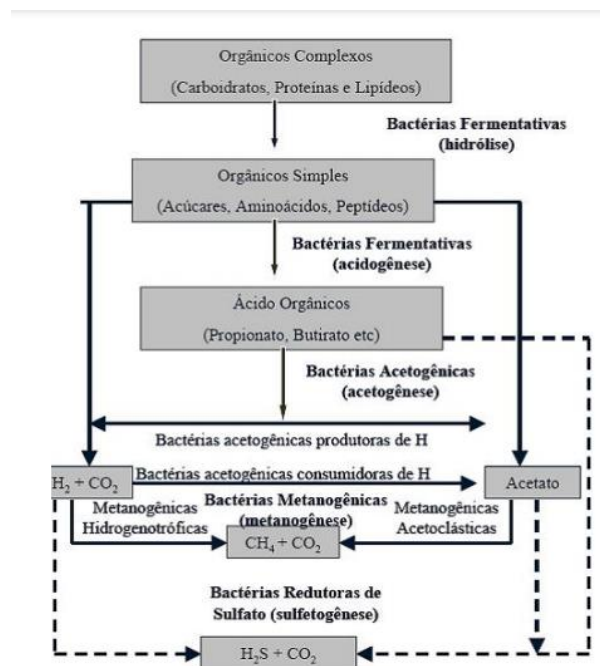 Orgânicos Complexos
(Carboidratos, Proteínas e Lipídeos)
Bactérias Fermentativas
(hidrólise)
Orgânicos Simples
(Açúcares, Aminoácidos, Peptídeos)
Bactérias Fermentativas
(acidogênese)
Ácido Orgânicos
(Propionato, Butirato etc)
Bactérias Acetogênicas
(acetogênese)
Bactérias acetogênicas produtoras de H
H₂ + CO₂
Bactérias acetogênicas consumidoras de H
Acetato
Metanogênicas
Hidrogenotróficas
Bactérias Metanogênicas
(metanogênese)
Metanogênicas
Acetoclásticas
CH₄ + CO₂
Bactérias Redutoras de
Sulfato (sulfetogênese)
H₂S + CO₂